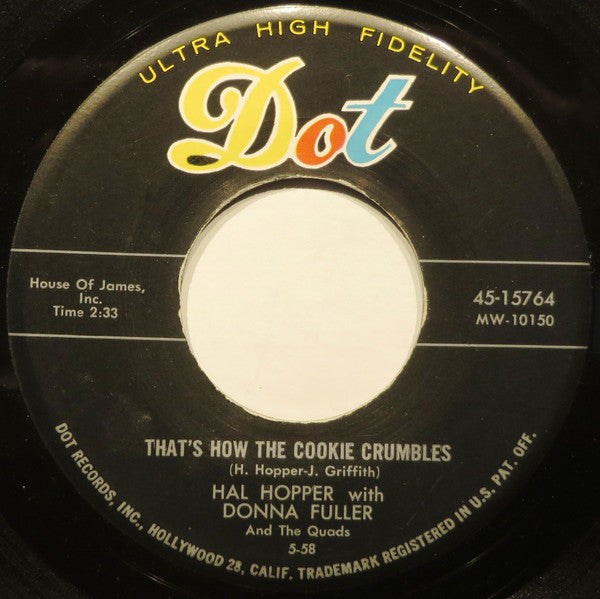 ULTRA HIGH FIDELITY
Dot
House Of James,
Inc.
Time 2:33
45-15764
MW-10150
THAT'S HOW THE COOKIE CRUMBLES
(H. Hopper-J. Griffith)
HAL HOPPER with
DONNA FULLER
And The Quads
5-58
DOT RECORDS, INC., HOLLYWOOD 28, CALIF. TRADEMARK REGISTERED IN U.S. PAT. OFF.